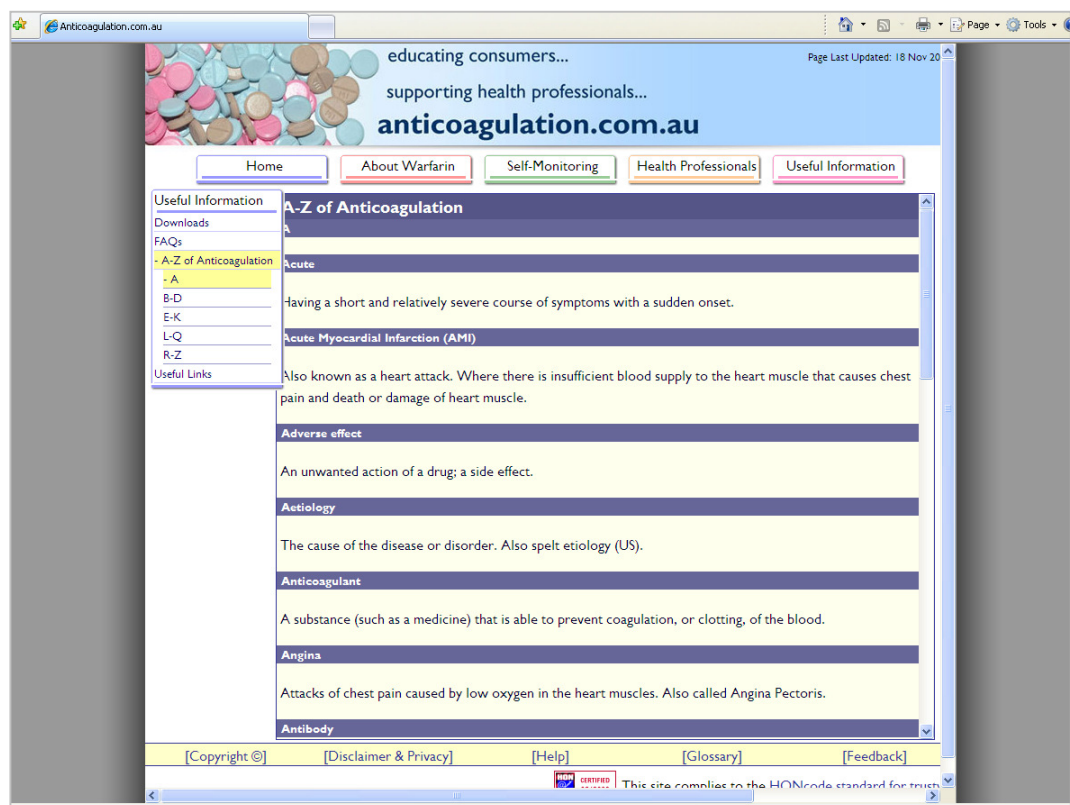 Anticoagulation.com.au
Page
Tools
educating consumers...
Page Last Updated: 18 Nov 20
supporting health professionals...
anticoagulation.com.au
Home
About Warfarin
Self-Monitoring
Health Professionals
Useful Information
Useful Information
Downloads
FAQs
- A-Z of Anticoagulation
- A
B-D
E-K
L-Q
R-Z
Useful Links
A-Z of Anticoagulation
A
Acute
Having a short and relatively severe course of symptoms with a sudden onset.
Acute Myocardial Infarction (AMI)
Also known as a heart attack. Where there is insufficient blood supply to the heart muscle that causes chest
pain and death or damage of heart muscle.
Adverse effect
An unwanted action of a drug; a side effect.
Aetiology
The cause of the disease or disorder. Also spelt etiology (US).
Anticoagulant
A substance (such as a medicine) that is able to prevent coagulation, or clotting, of the blood.
Angina
Attacks of chest pain caused by low oxygen in the heart muscles. Also called Angina Pectoris.
Antibody
[Copyright ©]
[Disclaimer & Privacy]
[Help]
[Glossary]
[Feedback]
HON
CERTIFIED
This site complies to the HONcode standard for trust